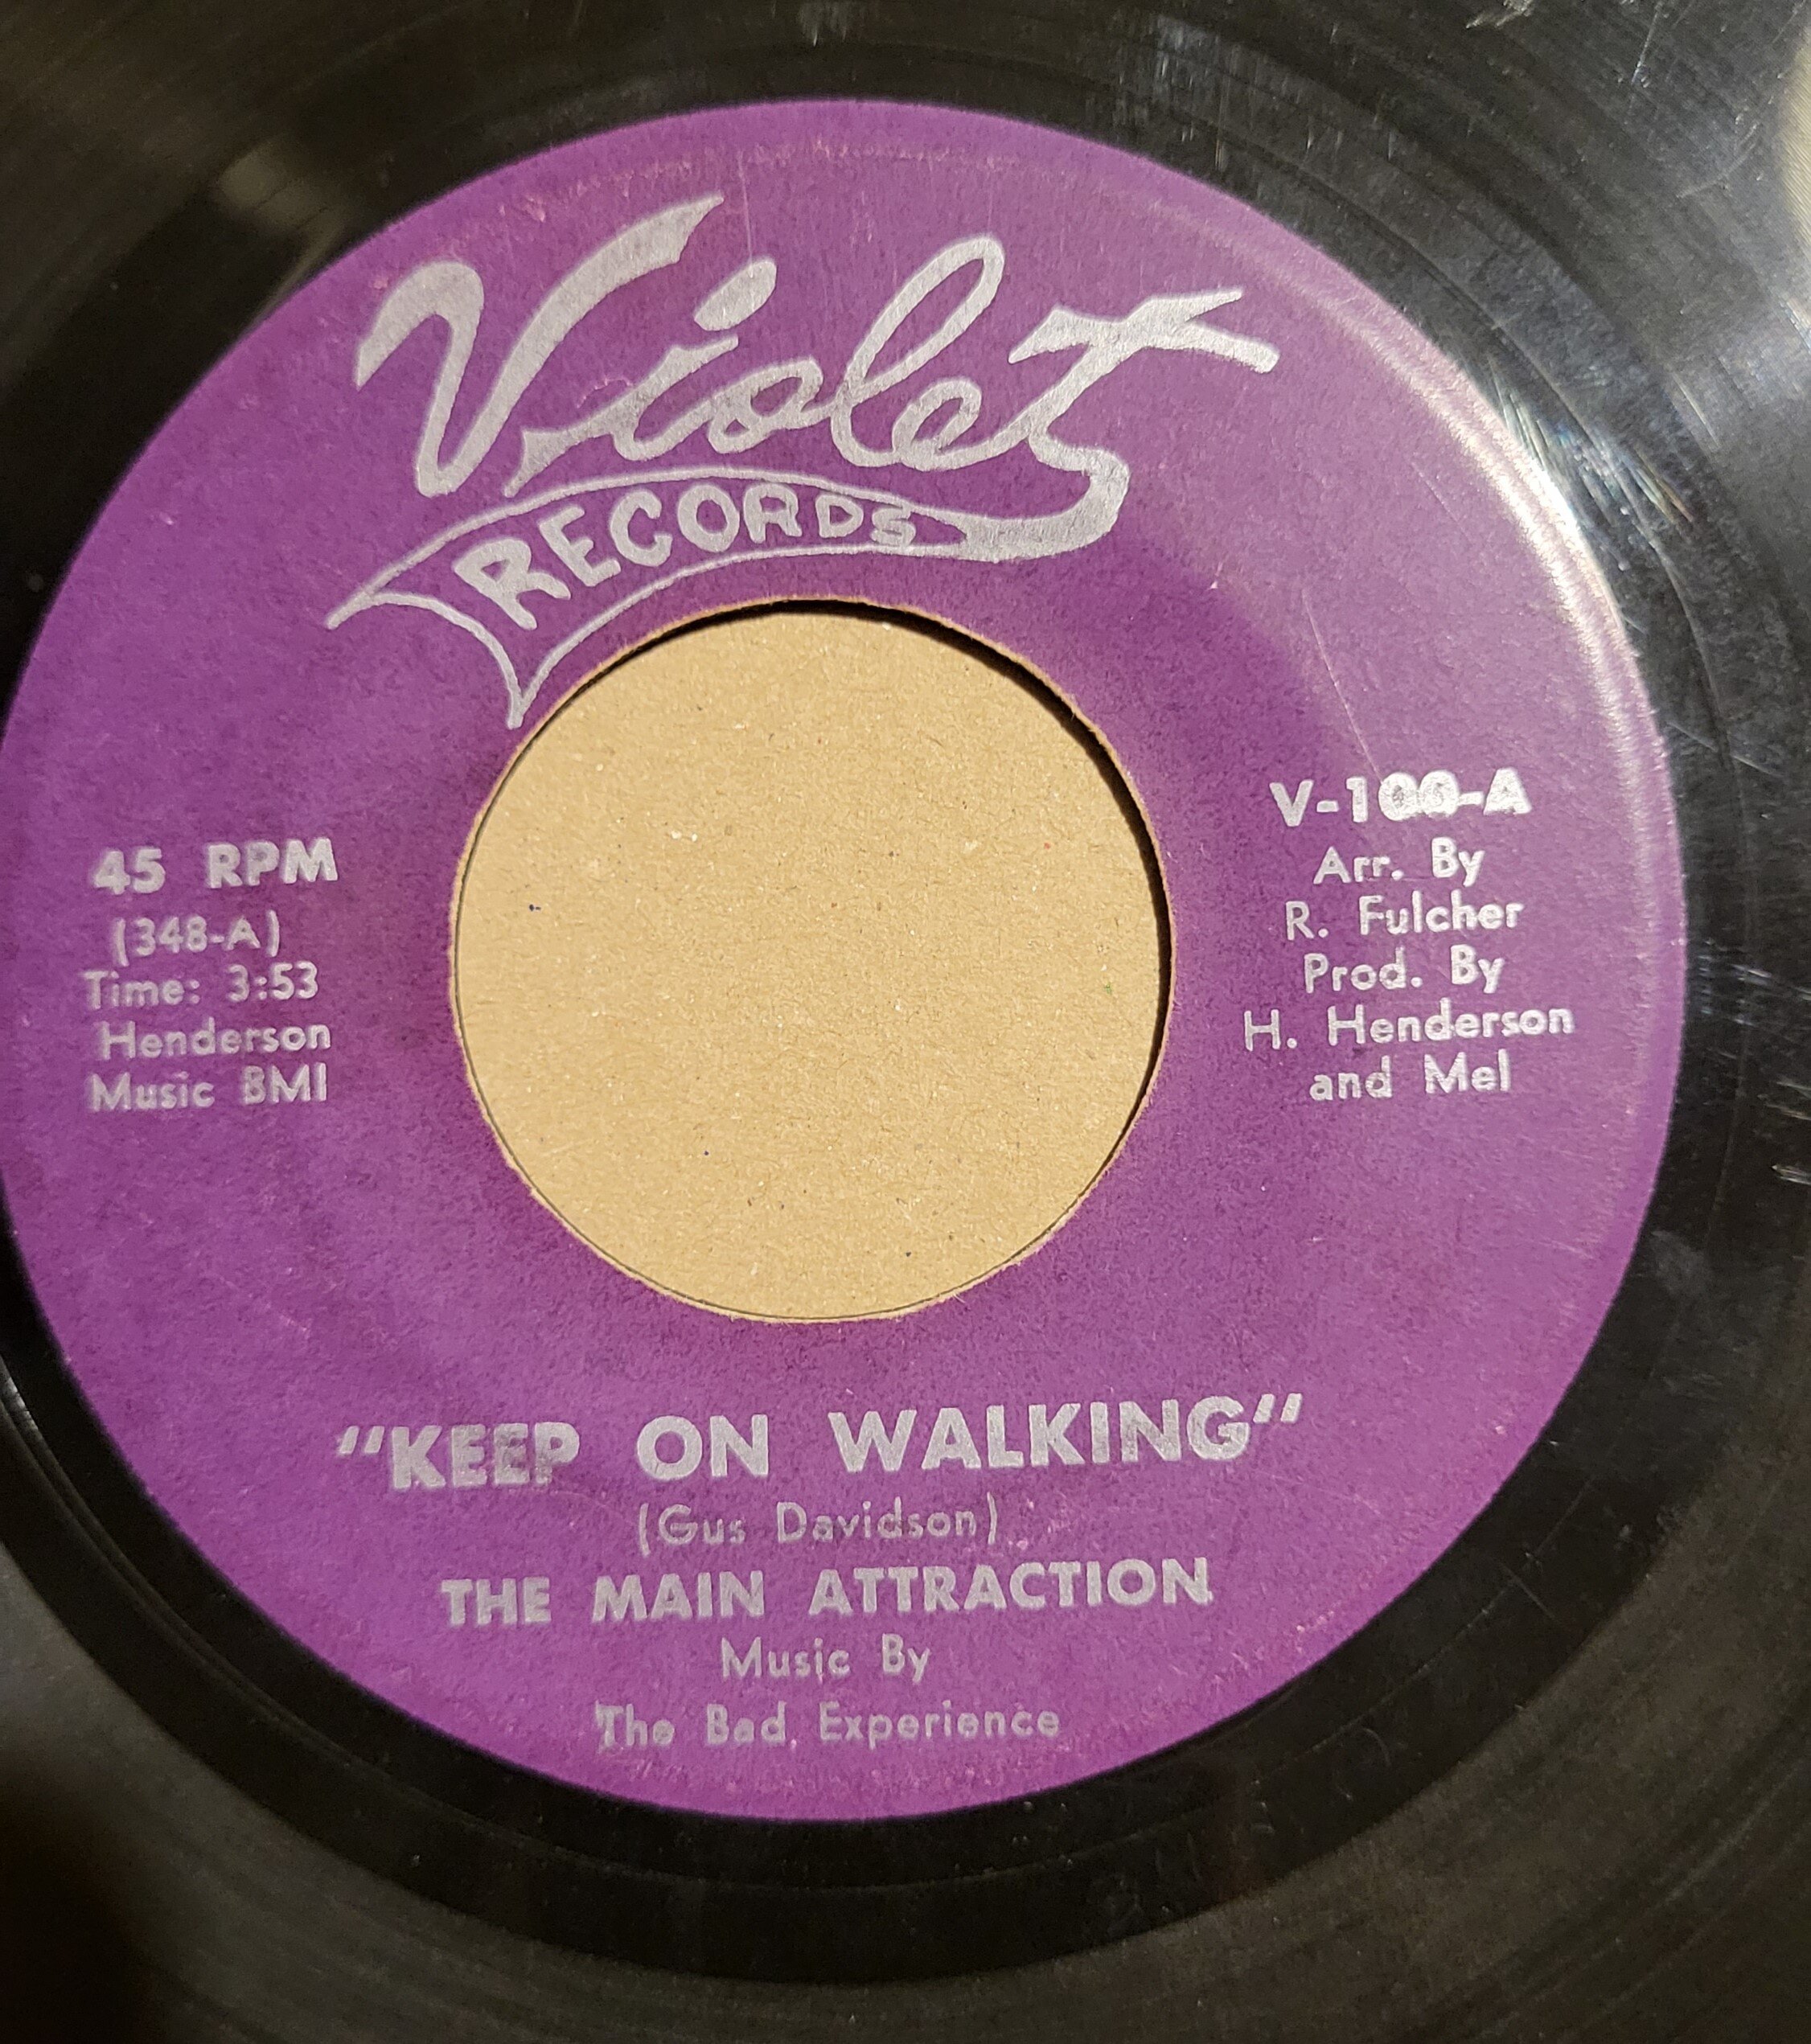 Violet
RECORDS
45 RPM
(348-A)
Time: 3:53
Henderson
Music BMI
V-100-A
Arr. By
R. Fulcher
Prod. By
H. Henderson
and Mel
"KEEP ON WALKING"
(Gus Davidson)
THE MAIN ATTRACTION
Music By
The Bad Experience